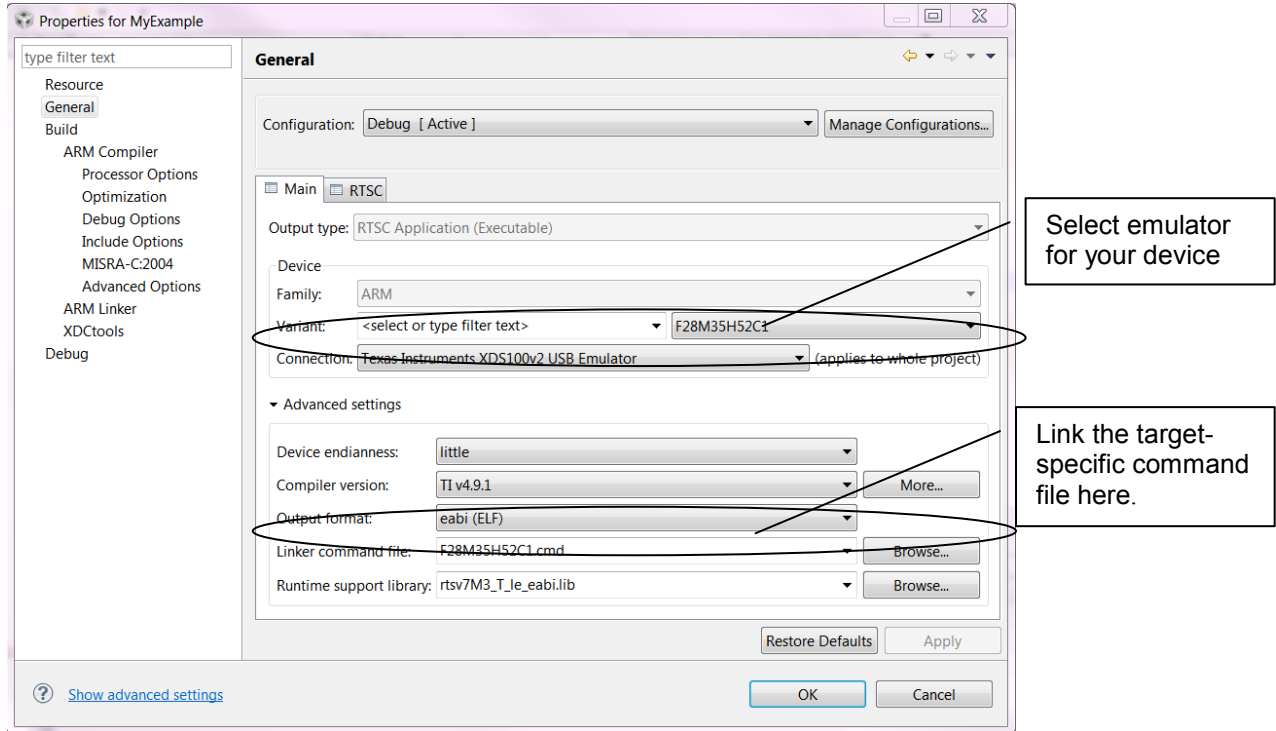 Properties for MyExample
type filter text
Resource
General
Build
ARM Compiler
Processor Options
Optimization
Debug Options
Include Options
MISRA-C:2004
Advanced Options
ARM Linker
XDCtools
Debug
General
Configuration: Debug [ Active ] Manage Configurations...
Main RTSC
Output type: RTSC Application (Executable)
Device
Family: ARM
Variant: <select or type filter text> F28M35H52C1
Connection: Texas Instruments XDS100v2 USB Emulator (applies to whole project)
Advanced settings
Device endianness: little
Compiler version: TI v4.9.1 More...
Output format: eabi (ELF)
Linker command file: F28M35H52C1.cmd Browse...
Runtime support library: rtsv7M3_T_le_eabi.lib Browse...
Restore Defaults Apply
? Show advanced settings OK Cancel
Select emulator
for your device
Link the target-
specific command
file here.